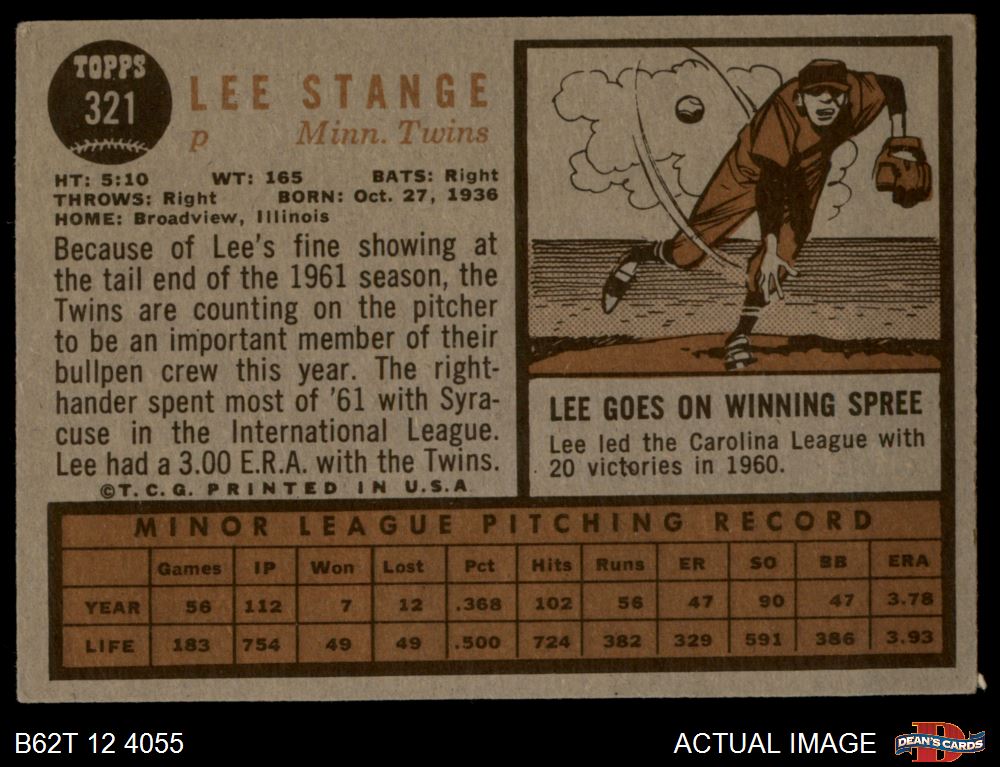 TOPPS
321
LEE STANGE
p Minn. Twins
HT: 5:10 WT: 165 BATS: Right
THROWS: Right BORN: Oct. 27, 1936
HOME: Broadview, Illinois
Because of Lee's fine showing at
the tail end of the 1961 season, the
Twins are counting on the pitcher
to be an important member of their
bullpen crew this year. The right-
hander spent most of '61 with Syra-
cuse in the International League.
Lee had a 3.00 E.R.A. with the Twins.
©T.C.G. PRINTED IN U.S.A
LEE GOES ON WINNING SPREE
Lee led the Carolina League with
20 victories in 1960.
MINOR LEAGUE PITCHING RECORD
Games IP Won Lost Pct Hits Runs ER SO BB ERA
YEAR 56 112 7 12 .368 102 56 47 90 47 3.78
LIFE 183 754 49 49 .500 724 382 329 591 386 3.93
B62T 12 4055
ACTUAL IMAGE
D
DEAN'S CARDS